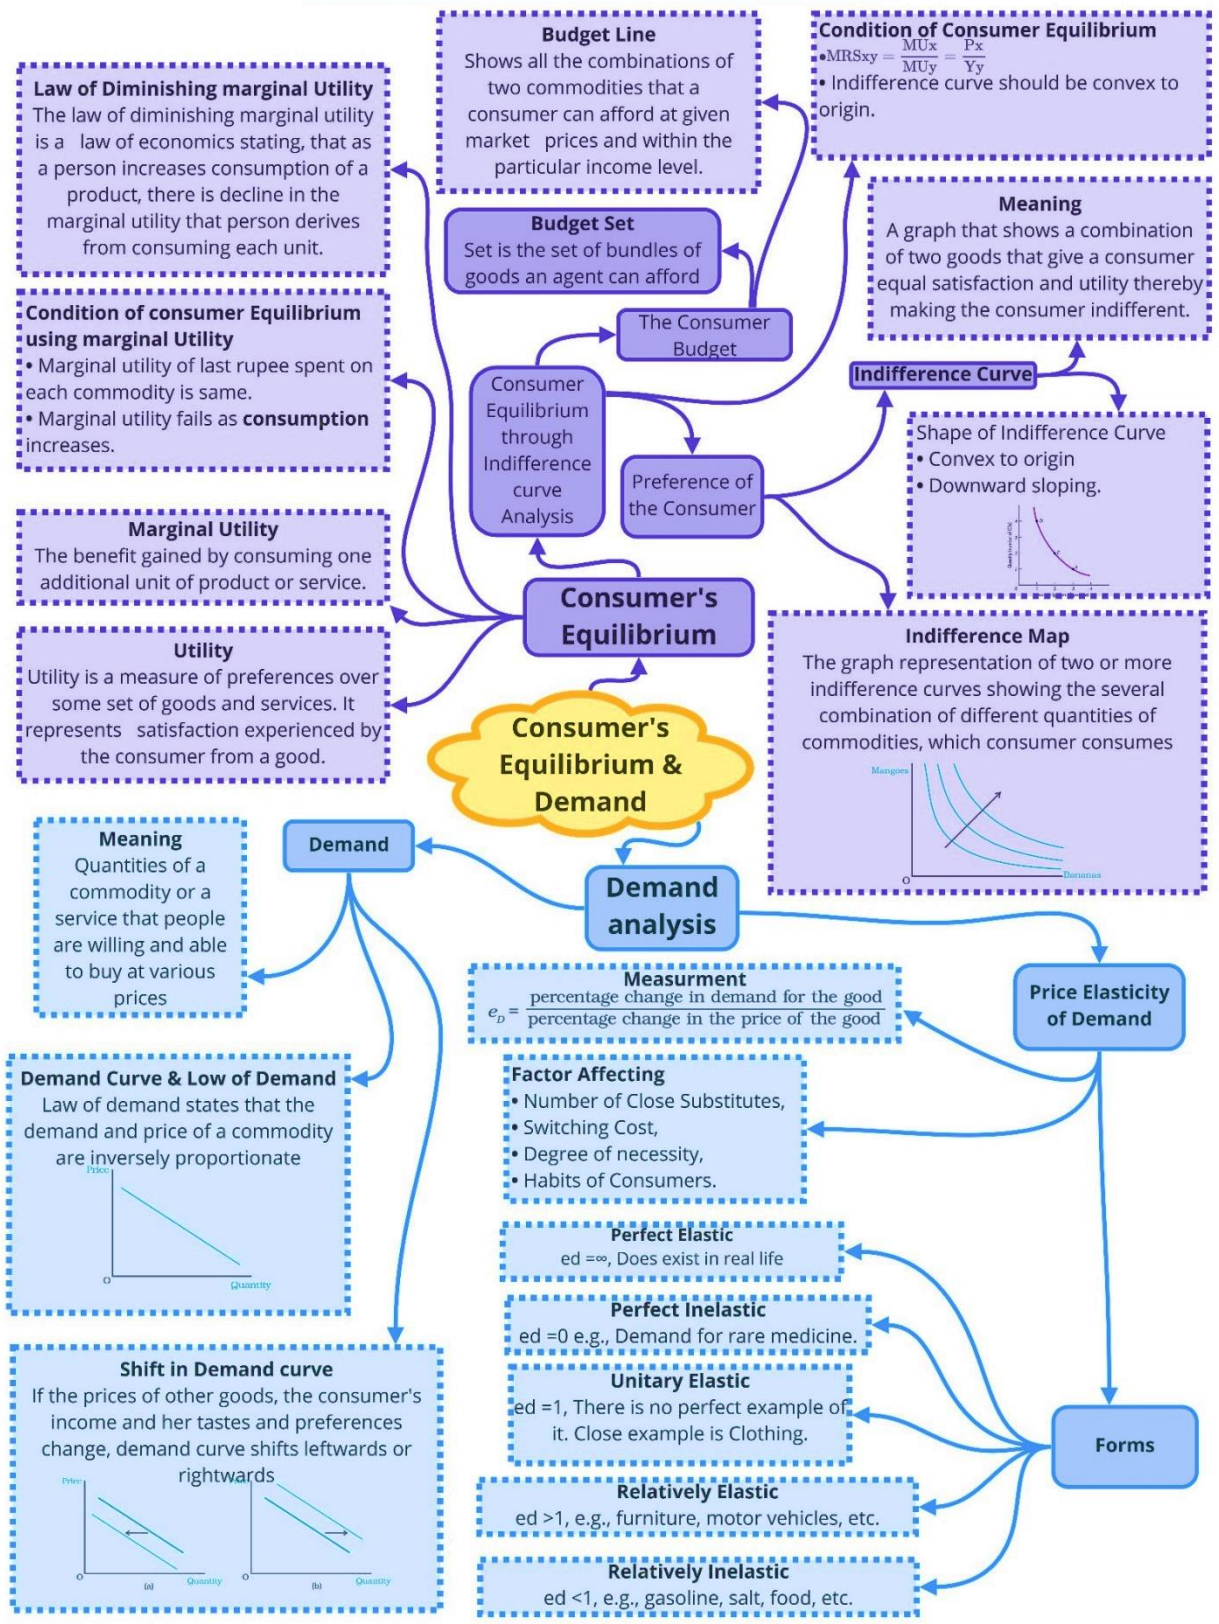 Budget Line
Shows all the combinations of
two commodities that a
consumer can afford at given
market prices and within the
particular income level.
Condition of Consumer Equilibrium
•MRSxy = MUx/MUy = Px/Yy
• Indifference curve should be convex to
origin.
Law of Diminishing marginal Utility
The law of diminishing marginal utility
is a law of economics stating, that as
a person increases consumption of a
product, there is decline in the
marginal utility that person derives
from consuming each unit.
Budget Set
Set is the set of bundles of
goods an agent can afford
Meaning
A graph that shows a combination
of two goods that give a consumer
equal satisfaction and utility thereby
making the consumer indifferent.
Condition of consumer Equilibrium
using marginal Utility
• Marginal utility of last rupee spent on
each commodity is same.
• Marginal utility fails as consumption
increases.
The Consumer
Budget
Consumer
Equilibrium
through
Indifference
curve
Analysis
Indifference Curve
Preference of
the Consumer
Shape of Indifference Curve
• Convex to origin
• Downward sloping.
Marginal Utility
The benefit gained by consuming one
additional unit of product or service.
Consumer's
Equilibrium
Utility
Utility is a measure of preferences over
some set of goods and services. It
represents satisfaction experienced by
the consumer from a good.
Indifference Map
The graph representation of two or more
indifference curves showing the several
combination of different quantities of
commodities, which consumer consumes
Mangoes
O
Bananas
Consumer's
Equilibrium &
Demand
Meaning
Quantities of a
commodity or a
service that people
are willing and able
to buy at various
prices
Demand
Demand
analysis
Price Elasticity
of Demand
Measurment
eD = percentage change in demand for the good
percentage change in the price of the good
Demand Curve & Low of Demand
Law of demand states that the
demand and price of a commodity
are inversely proportionate
Price
O
Quantity
Factor Affecting
• Number of Close Substitutes,
• Switching Cost,
• Degree of necessity,
• Habits of Consumers.
Perfect Elastic
ed =∞, Does exist in real life
Perfect Inelastic
ed =0 e.g., Demand for rare medicine.
Unitary Elastic
ed =1, There is no perfect example of
it. Close example is Clothing.
Forms
Relatively Elastic
ed >1, e.g., furniture, motor vehicles, etc.
Relatively Inelastic
ed <1, e.g., gasoline, salt, food, etc.
Shift in Demand curve
If the prices of other goods, the consumer's
income and her tastes and preferences
change, demand curve shifts leftwards or
rightwards
Price
O
Quantity
(a)
Price
O
Quantity
(b)